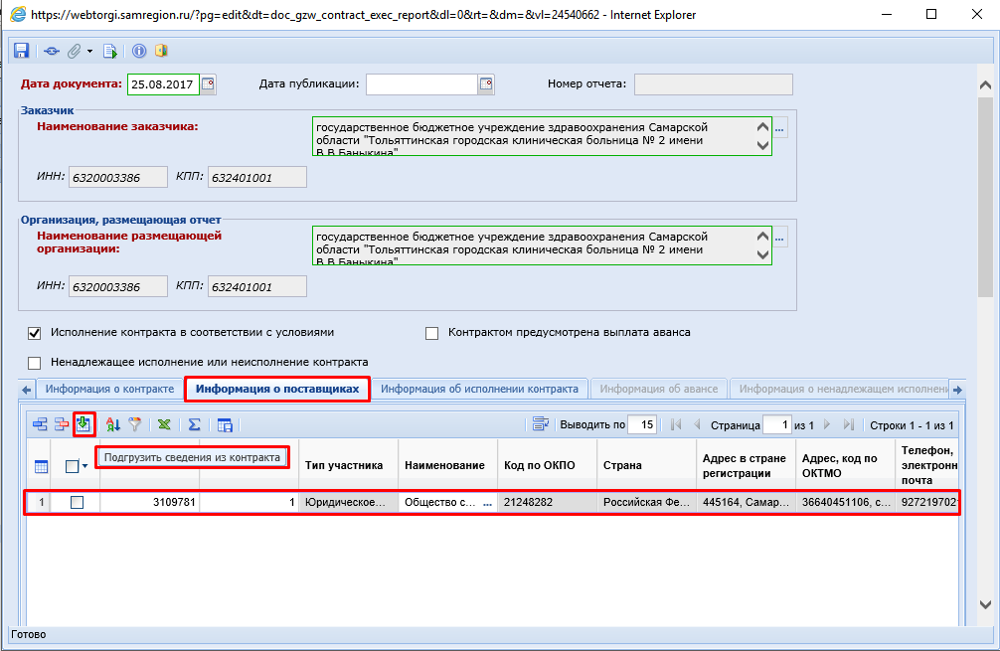 https://webtorgi.samregion.ru/?pg=edit&dt=doc_gzw_contract_exec_report&dl=0&rt=&dm=&vl=24540662 - Internet Explorer
Дата документа: 25.08.2017 Дата публикации: Номер отчета:
Заказчик
Наименование заказчика:
государственное бюджетное учреждение здравоохранения Самарской
области "Тольяттинская городская клиническая больница № 2 имени
В.В.Баныкина"
...
ИНН: 6320003386 КПП: 632401001
Организация, размещающая отчет
Наименование размещающей
организации:
государственное бюджетное учреждение здравоохранения Самарской
области "Тольяттинская городская клиническая больница № 2 имени
В.В.Баныкина"
...
ИНН: 6320003386 КПП: 632401001
Исполнение контракта в соответствии с условиями Контрактом предусмотрена выплата аванса
Ненадлежащее исполнение или неисполнение контракта
Информация о контракте Информация о поставщиках Информация об исполнении контракта Информация об авансе Информация о ненадлежащем исполнени
Выводить по 15 Страница 1 из 1 Строки 1 - 1 из 1
Подгрузить сведения из контракта
Тип участника Наименование Код по ОКПО Страна
Адрес в стране
регистрации
Адрес, код по
ОКТМО
Телефон,
электронн
почта
1 3109781 1 Юридическое... Общество с... ... 21248282 Российская Фе... 445164, Самар... 36640451106, с... 927219702
Готово